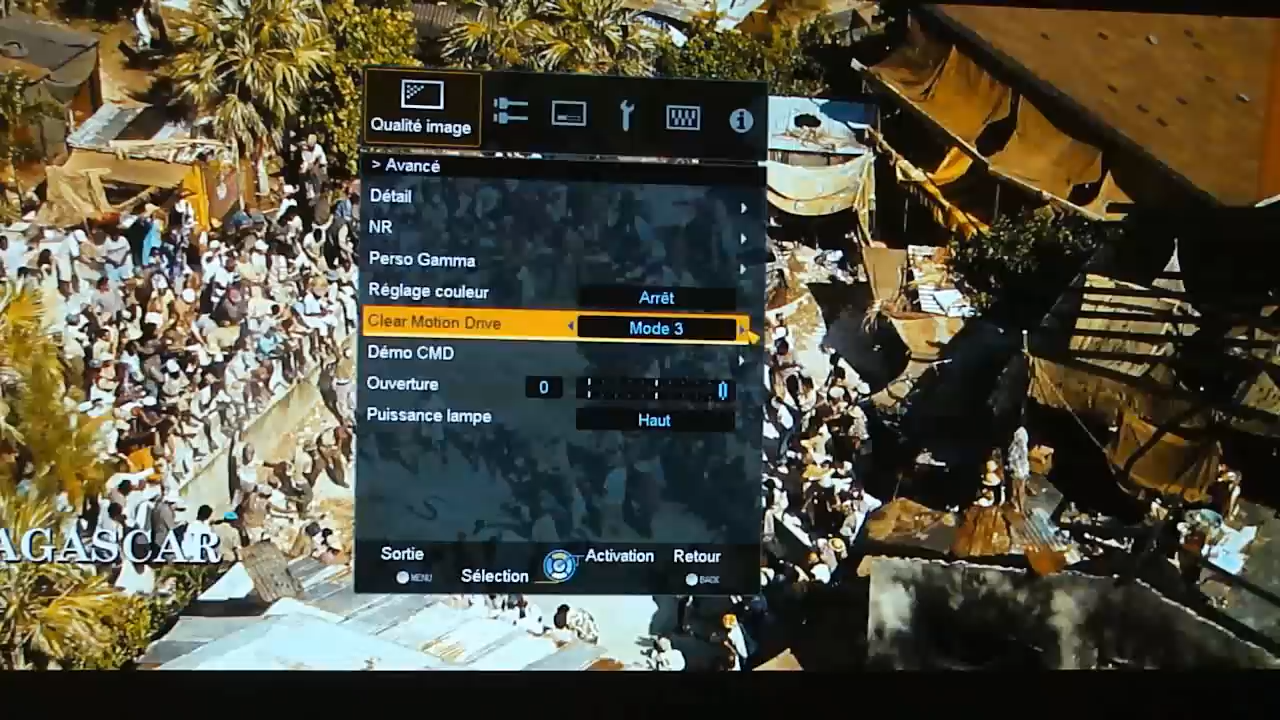 Qualité image
> Avancé
Détail
NR
Perso Gamma
Réglage couleur Arrêt
Clear Motion Drive Mode 3
Démo CMD
Ouverture 0
Puissance lampe Haut
AGASCAR
Sortie Activation Retour
MENU Sélection BACK